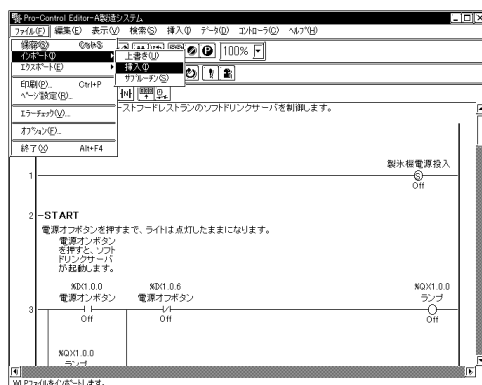 Pro-Control Editor-A製造システム
ファイル(F) 編集(E) 表示(V) 検索(S) 挿入(I) データ(D) コントローラ(C) ヘルプ(H)
保存(S) Ctrl+S
インポート(I)
エクスポート(E)
印刷(P)... Ctrl+P
ページ設定(R)...
エラーチェック(V)...
オプション(F)...
終了(X) Alt+F4
上書き(U)
挿入(I)
サブルーチン(S)
100%
ーストフードレストランのソフトドリンクサーバを制御します。
製氷機電源投入
S
1
Off
2 START
電源オフボタンを押すまで、ライトは点灯したままになります。
電源オンボタン
を押すと、ソフト
ドリンクサーバ
が起動します。
%IX1.0.0 %IX1.0.6 %QX1.0.0
電源オンボタン 電源オフボタン ランプ
3
Off Off Off
%QX1.0.0
ランプ
WLPファイルをインポートします。